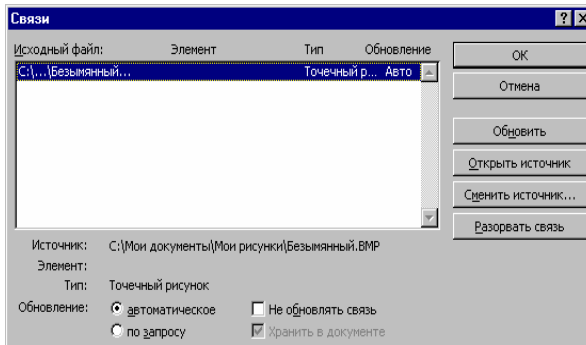 Связи
Исходный файл: Элемент Тип Обновление
C:\...\Безымянный... Точечный р... Авто
ОК
Отмена
Обновить
Открыть источник
Сменить источник...
Разорвать связь
Источник: C:\Мои документы\Мои рисунки\Безымянный.BMP
Элемент:
Тип: Точечный рисунок
Обновление: автоматическое Не обновлять связь
по запросу Хранить в документе